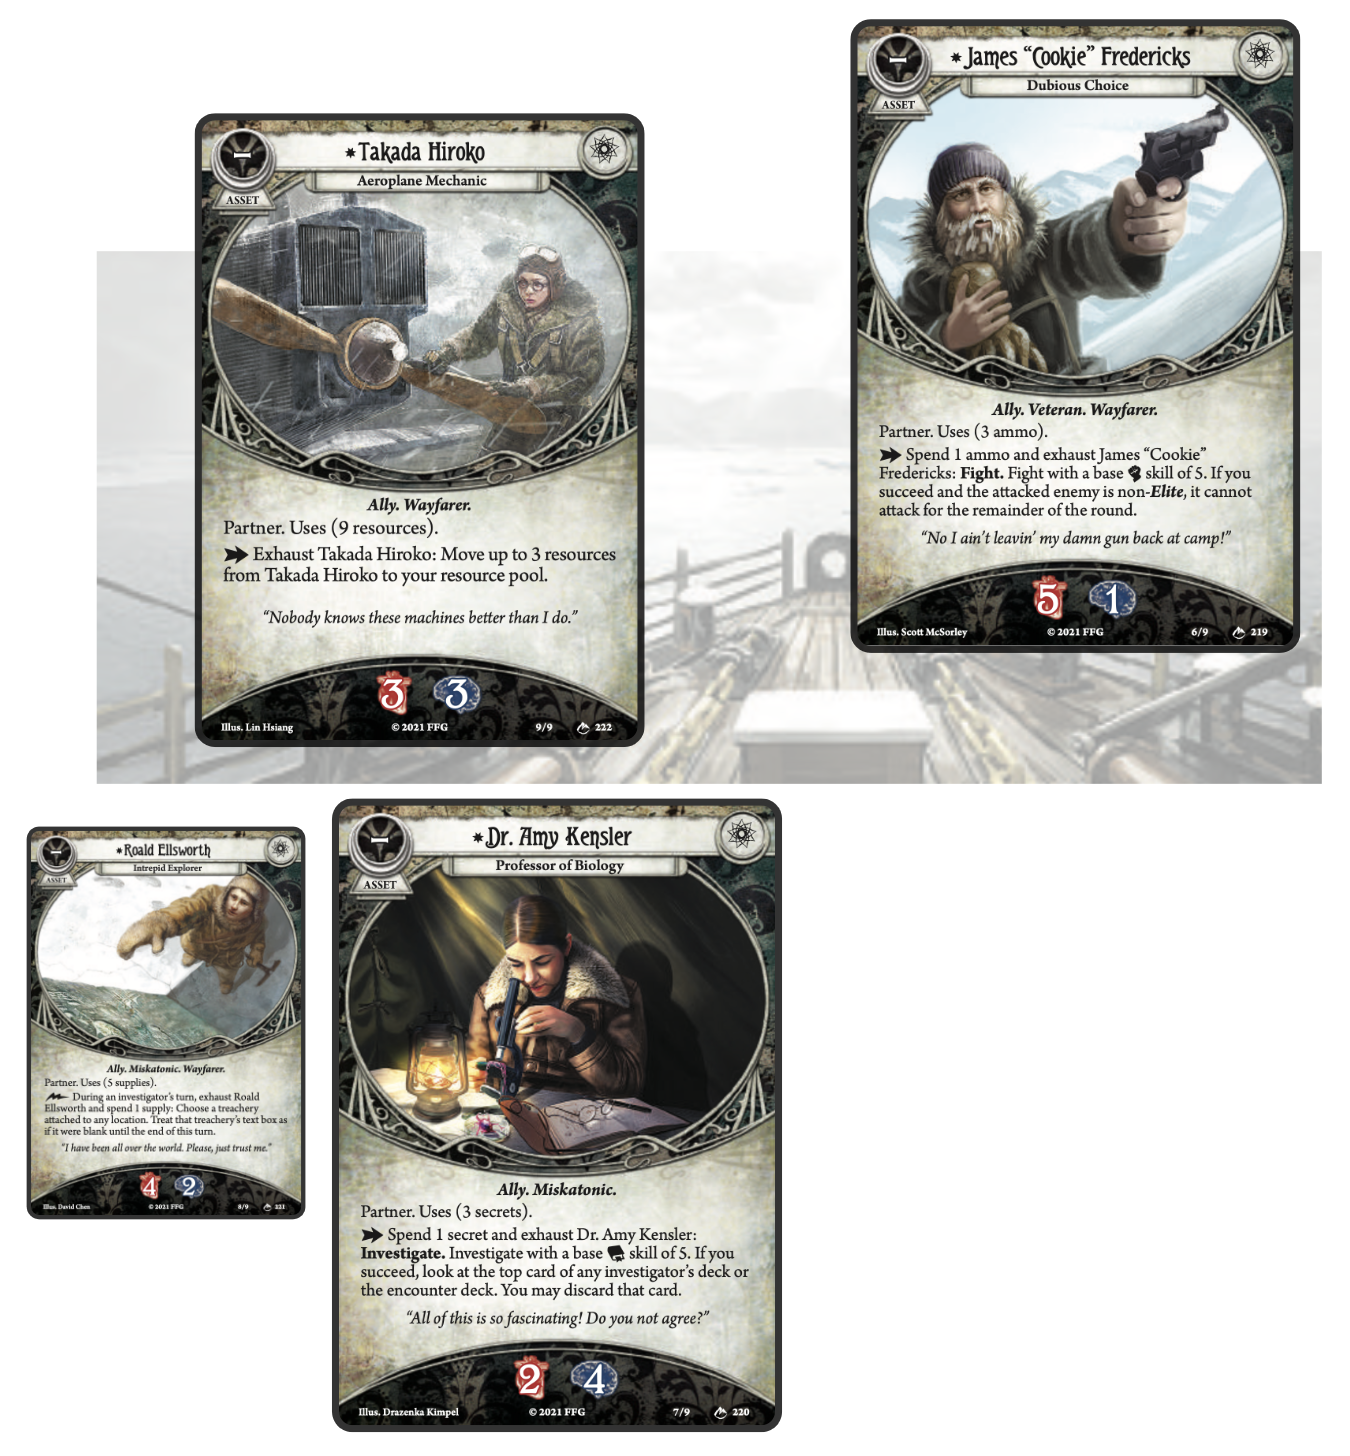 James “Cookie” Fredericks
Dubious Choice
ASSET
Ally. Veteran. Wayfarer.
Partner. Uses (3 ammo).
Spend 1 ammo and exhaust James “Cookie”
Fredericks: Fight. Fight with a base skill of 5. If you
succeed and the attacked enemy is non-Elite, it cannot
attack for the remainder of the round.
“No I ain’t leavin’ my damn gun back at camp!”
5 1
Illus. Scott McSorley © 2021 FFG 6/9 219
Takada Hiroko
Aeroplane Mechanic
ASSET
Ally. Wayfarer.
Partner. Uses (9 resources).
Exhaust Takada Hiroko: Move up to 3 resources
from Takada Hiroko to your resource pool.
“Nobody knows these machines better than I do.”
3 3
Illus. Lin Hsiang © 2021 FFG 9/9 222
Roald Ellsworth
Intrepid Explorer
ASSET
Ally. Miskatonic. Wayfarer.
Partner. Uses (5 supplies).
During an investigator’s turn, exhaust Roald
Ellsworth and spend 1 supply: Choose a treachery
attached to any location. Treat that treachery’s text box as
if it were blank until the end of this turn.
“I have been all over the world. Please, just trust me.”
4 2
Illus. David Chen © 2021 FFG 8/9 221
Dr. Amy Kensler
Professor of Biology
ASSET
Ally. Miskatonic.
Partner. Uses (3 secrets).
Spend 1 secret and exhaust Dr. Amy Kensler:
Investigate. Investigate with a base skill of 5. If you
succeed, look at the top card of any investigator’s deck or
the encounter deck. You may discard that card.
“All of this is so fascinating! Do you not agree?”
2 4
Illus. Drazenka Kimpel © 2021 FFG 7/9 220